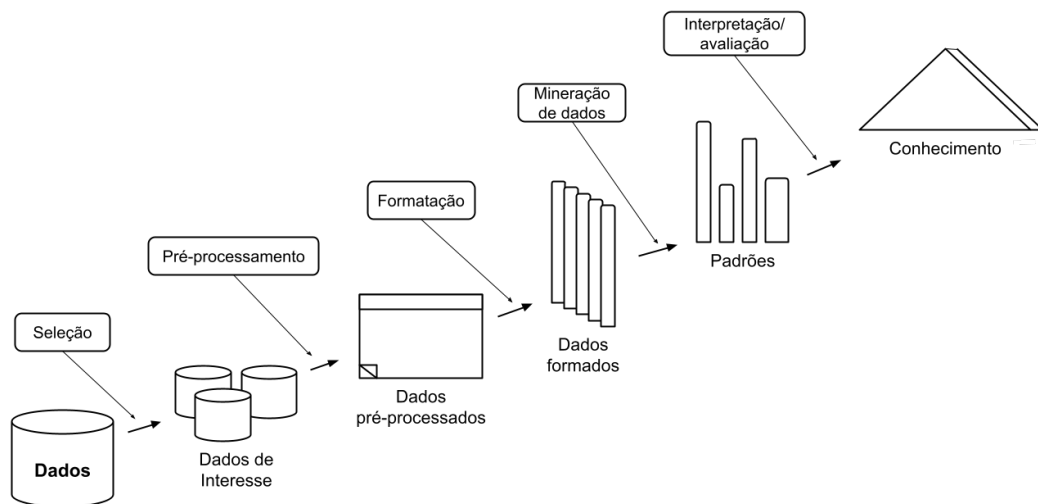 Interpretação/
avaliação
Mineração
de dados
Conhecimento
Formatação
Padrões
Pré-processamento
Seleção
Dados
formados
Dados
pré-processados
Dados de
Interesse
Dados